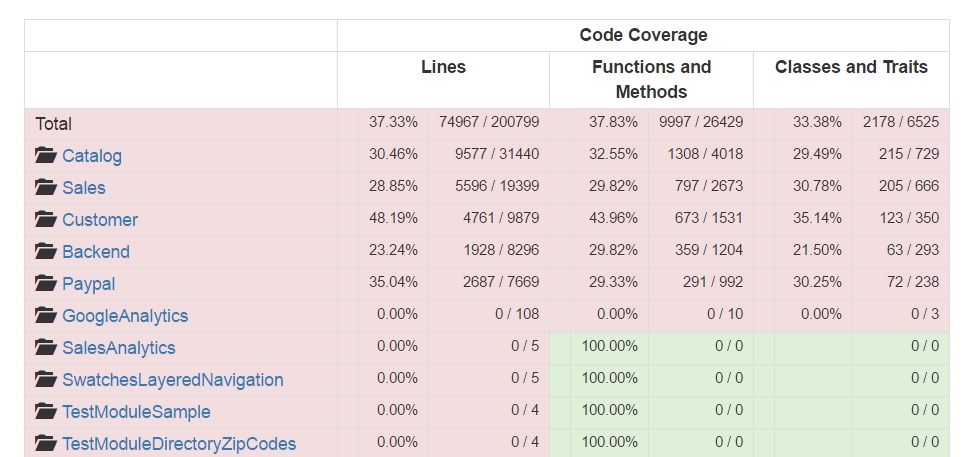 Code Coverage
Lines Functions and Methods Classes and Traits
Total 37.33% 74967 / 200799 37.83% 9997 / 26429 33.38% 2178 / 6525
Catalog 30.46% 9577 / 31440 32.55% 1308 / 4018 29.49% 215 / 729
Sales 28.85% 5596 / 19399 29.82% 797 / 2673 30.78% 205 / 666
Customer 48.19% 4761 / 9879 43.96% 673 / 1531 35.14% 123 / 350
Backend 23.24% 1928 / 8296 29.82% 359 / 1204 21.50% 63 / 293
Paypal 35.04% 2687 / 7669 29.33% 291 / 992 30.25% 72 / 238
GoogleAnalytics 0.00% 0 / 108 0.00% 0 / 10 0.00% 0 / 3
SalesAnalytics 0.00% 0 / 5 100.00% 0 / 0 0 / 0
SwatchesLayeredNavigation 0.00% 0 / 5 100.00% 0 / 0 0 / 0
TestModuleSample 0.00% 0 / 4 100.00% 0 / 0 0 / 0
TestModuleDirectoryZipCodes 0.00% 0 / 4 100.00% 0 / 0 0 / 0